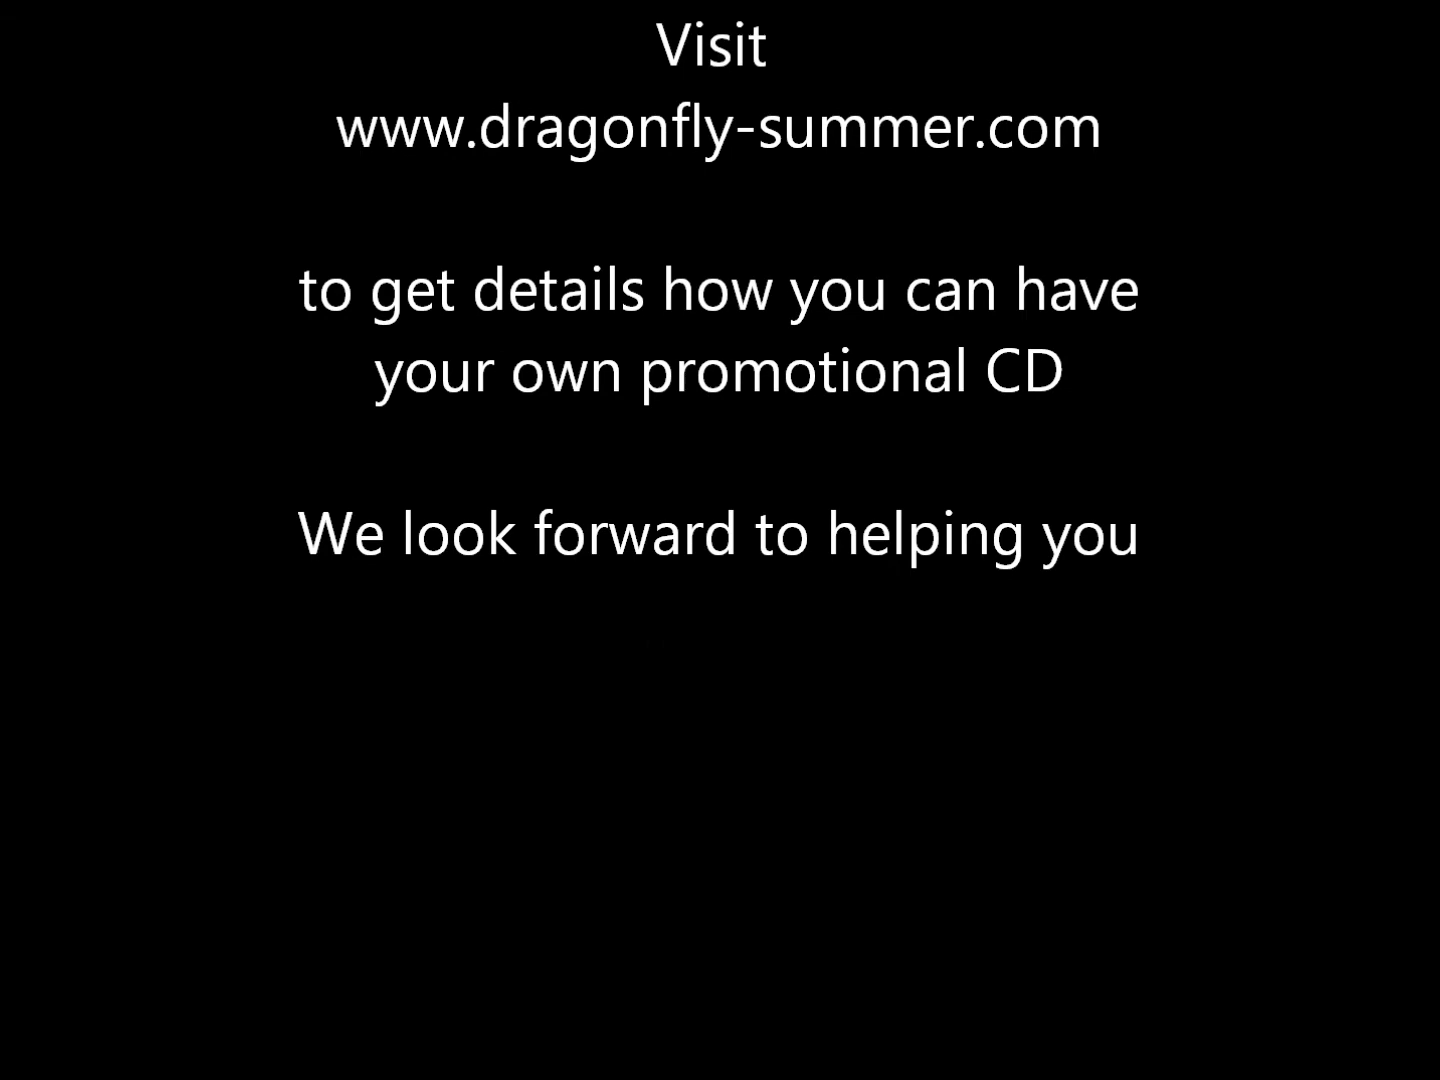 Visit
www.dragonfly-summer.com
to get details how you can have
your own promotional CD
We look forward to helping you